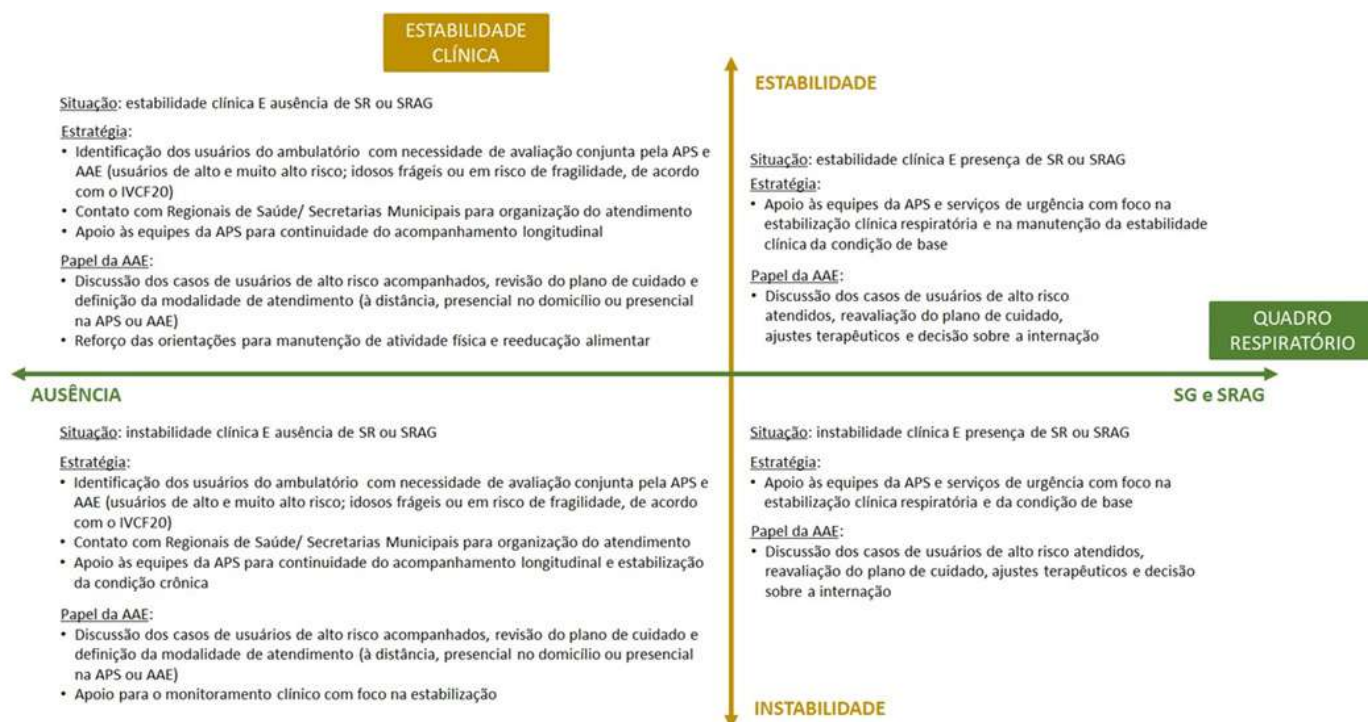 ESTABILIDADE
CLÍNICA
ESTABILIDADE
Situação: estabilidade clínica E ausência de SR ou SRAG
Estratégia:
• Identificação dos usuários do ambulatório com necessidade de avaliação conjunta pela APS e
AAE (usuários de alto e muito alto risco; idosos frágeis ou em risco de fragilidade, de acordo
com o IVCF20)
• Contato com Regionais de Saúde/ Secretarias Municipais para organização do atendimento
• Apoio às equipes da APS para continuidade do acompanhamento longitudinal
Papel da AAE:
• Discussão dos casos de usuários de alto risco acompanhados, revisão do plano de cuidado e
definição da modalidade de atendimento (à distância, presencial no domicílio ou presencial
na APS ou AAE)
• Reforço das orientações para manutenção de atividade física e reeducação alimentar
Situação: estabilidade clínica E presença de SR ou SRAG
Estratégia:
• Apoio às equipes da APS e serviços de urgência com foco na
estabilização clínica respiratória e na manutenção da estabilidade
clínica da condição de base
Papel da AAE:
• Discussão dos casos de usuários de alto risco
atendidos, reavaliação do plano de cuidado,
ajustes terapêuticos e decisão sobre a internação
QUADRO
RESPIRATÓRIO
AUSÊNCIA
SG e SRAG
Situação: instabilidade clínica E ausência de SR ou SRAG
Estratégia:
• Identificação dos usuários do ambulatório com necessidade de avaliação conjunta pela APS e
AAE (usuários de alto e muito alto risco; idosos frágeis ou em risco de fragilidade, de acordo
com o IVCF20)
• Contato com Regionais de Saúde/ Secretarias Municipais para organização do atendimento
• Apoio às equipes da APS para continuidade do acompanhamento longitudinal e estabilização
da condição crônica
Papel da AAE:
• Discussão dos casos de usuários de alto risco acompanhados, revisão do plano de cuidado e
definição da modalidade de atendimento (à distância, presencial no domicílio ou presencial
na APS ou AAE)
• Apoio para o monitoramento clínico com foco na estabilização
Situação: instabilidade clínica E presença de SR ou SRAG
Estratégia:
• Apoio às equipes da APS e serviços de urgência com foco na
estabilização clínica respiratória e da condição de base
Papel da AAE:
• Discussão dos casos de usuários de alto risco atendidos,
reavaliação do plano de cuidado, ajustes terapêuticos e decisão
sobre a internação
INSTABILIDADE